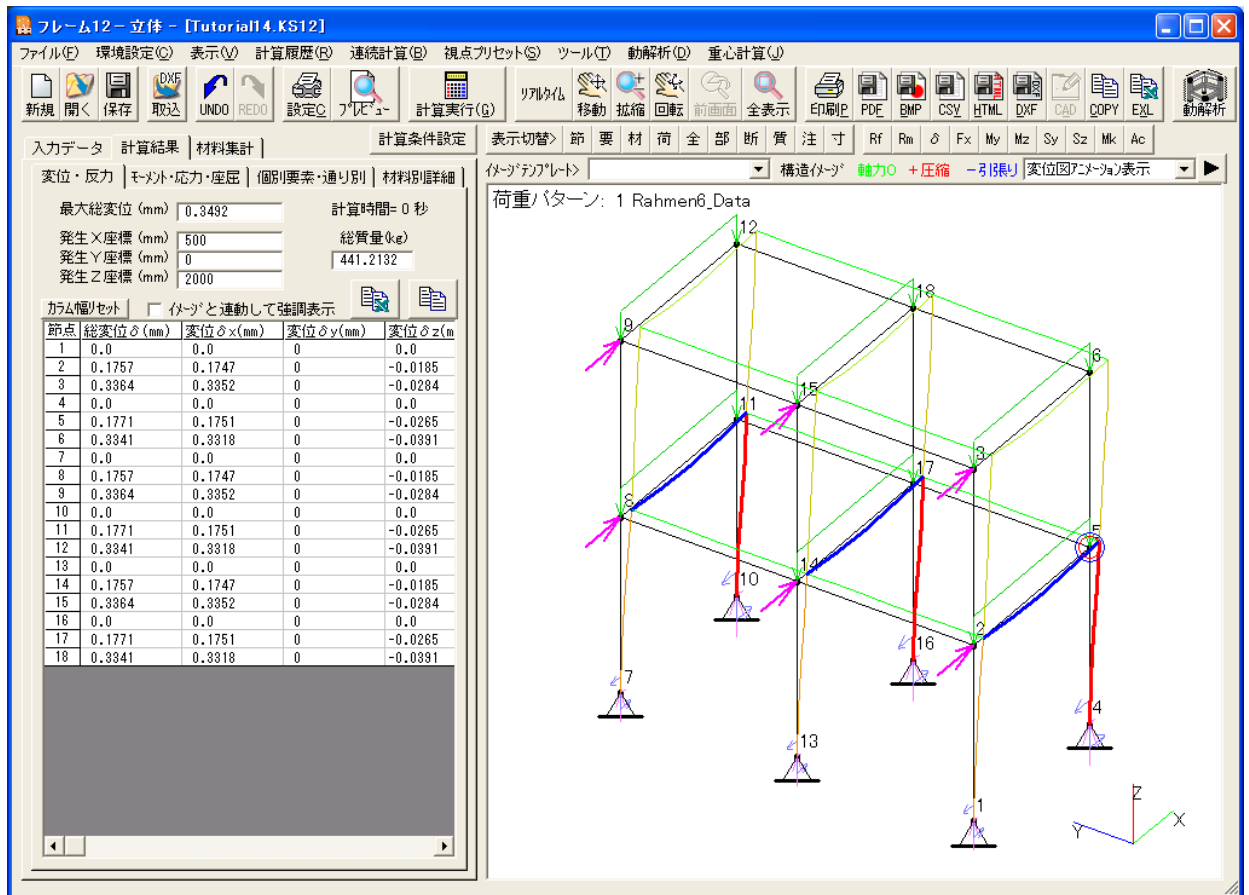 フレーム12－立体 - [Tutorial14.KS12]
ファイル(F) 環境設定(C) 表示(V) 計算履歴(R) 連続計算(B) 視点プリセット(S) ツール(T) 動解析(D) 重心計算(J)
新規 開く 保存 DXF 取込 UNDO REDO 設定C プレビュー 計算実行(G) リアルタイム 移動 拡縮 回転 前画面 全表示 印刷P PDF BMP CSV HTML DXF CAD COPY EXL 動解析
入力データ 計算結果 材料集計 計算条件設定 表示切替> 節 要 材 荷 全 部 断 質 注 寸 Rf Rm δ Fx My Mz Sy Sz Mk Ac
変位・反力 モーメント・応力・座屈 個別要素・通り別 材料別詳細 イメージテンプレート> 構造イメージ 軸力0 +圧縮 -引張り 変位図アニメーション表示
最大総変位 (mm) 0.3492 計算時間= 0 秒
発生X座標 (mm) 500 総質量(kg)
発生Y座標 (mm) 0 441.2132
発生Z座標 (mm) 2000
カラム幅リセット イメージと連動して強調表示
節点 総変位δ(mm) 変位δx(mm) 変位δy(mm) 変位δz(m
1 0.0 0.0 0 0.0
2 0.1757 0.1747 0 -0.0185
3 0.3364 0.3352 0 -0.0284
4 0.0 0.0 0 0.0
5 0.1771 0.1751 0 -0.0265
6 0.3341 0.3318 0 -0.0391
7 0.0 0.0 0 0.0
8 0.1757 0.1747 0 -0.0185
9 0.3364 0.3352 0 -0.0284
10 0.0 0.0 0 0.0
11 0.1771 0.1751 0 -0.0265
12 0.3341 0.3318 0 -0.0391
13 0.0 0.0 0 0.0
14 0.1757 0.1747 0 -0.0185
15 0.3364 0.3352 0 -0.0284
16 0.0 0.0 0 0.0
17 0.1771 0.1751 0 -0.0265
18 0.3341 0.3318 0 -0.0391
荷重パターン: 1 Rahmen6_Data
12
18
9
6
15
11
3
17
8
5
14
10
2
16
7
4
13
1
Z
Y X